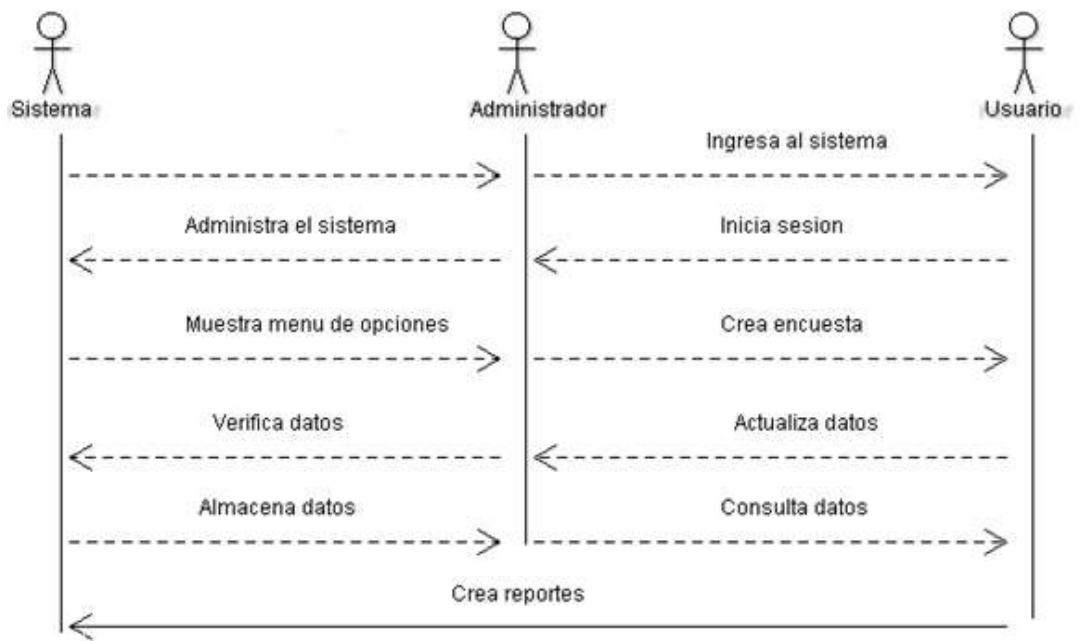 Sistema
Administrador
Usuario
Ingresa al sistema
Administra el sistema
Inicia sesion
Muestra menu de opciones
Crea encuesta
Verifica datos
Actualiza datos
Almacena datos
Consulta datos
Crea reportes